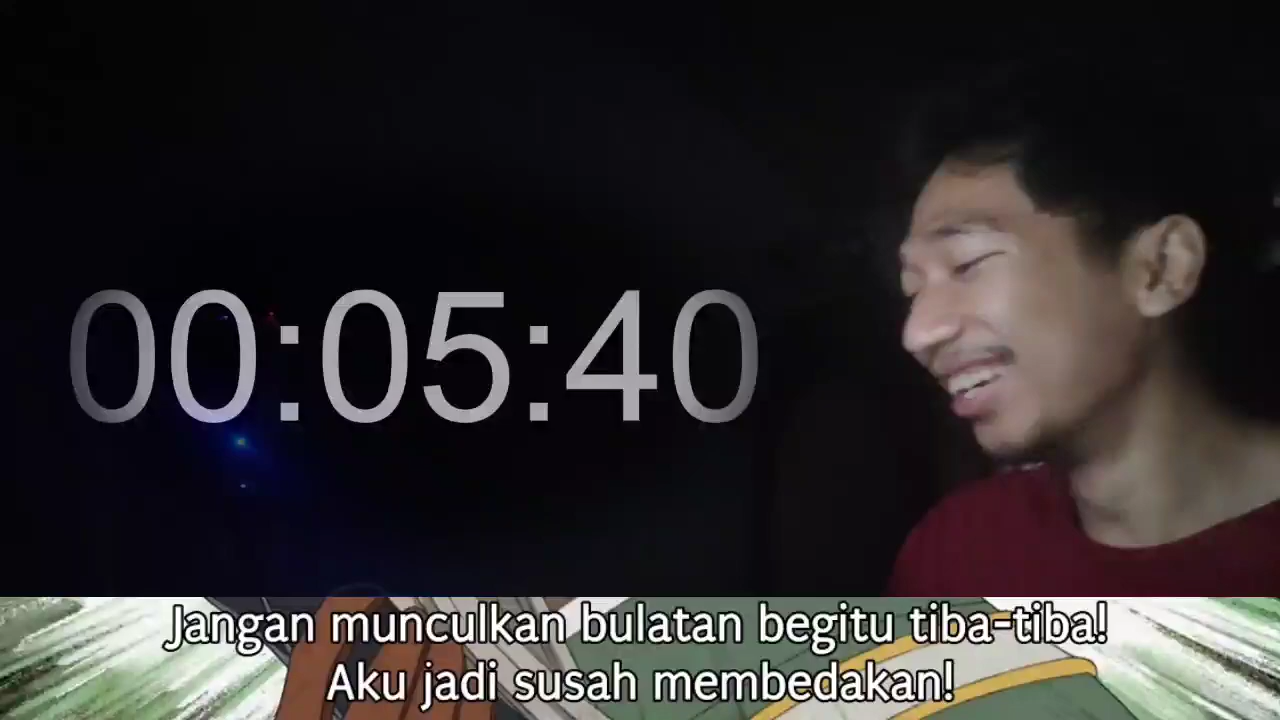 00:05:40
Jangan munculkan bulatan begitu tiba-tiba!
Aku jadi susah membedakan!